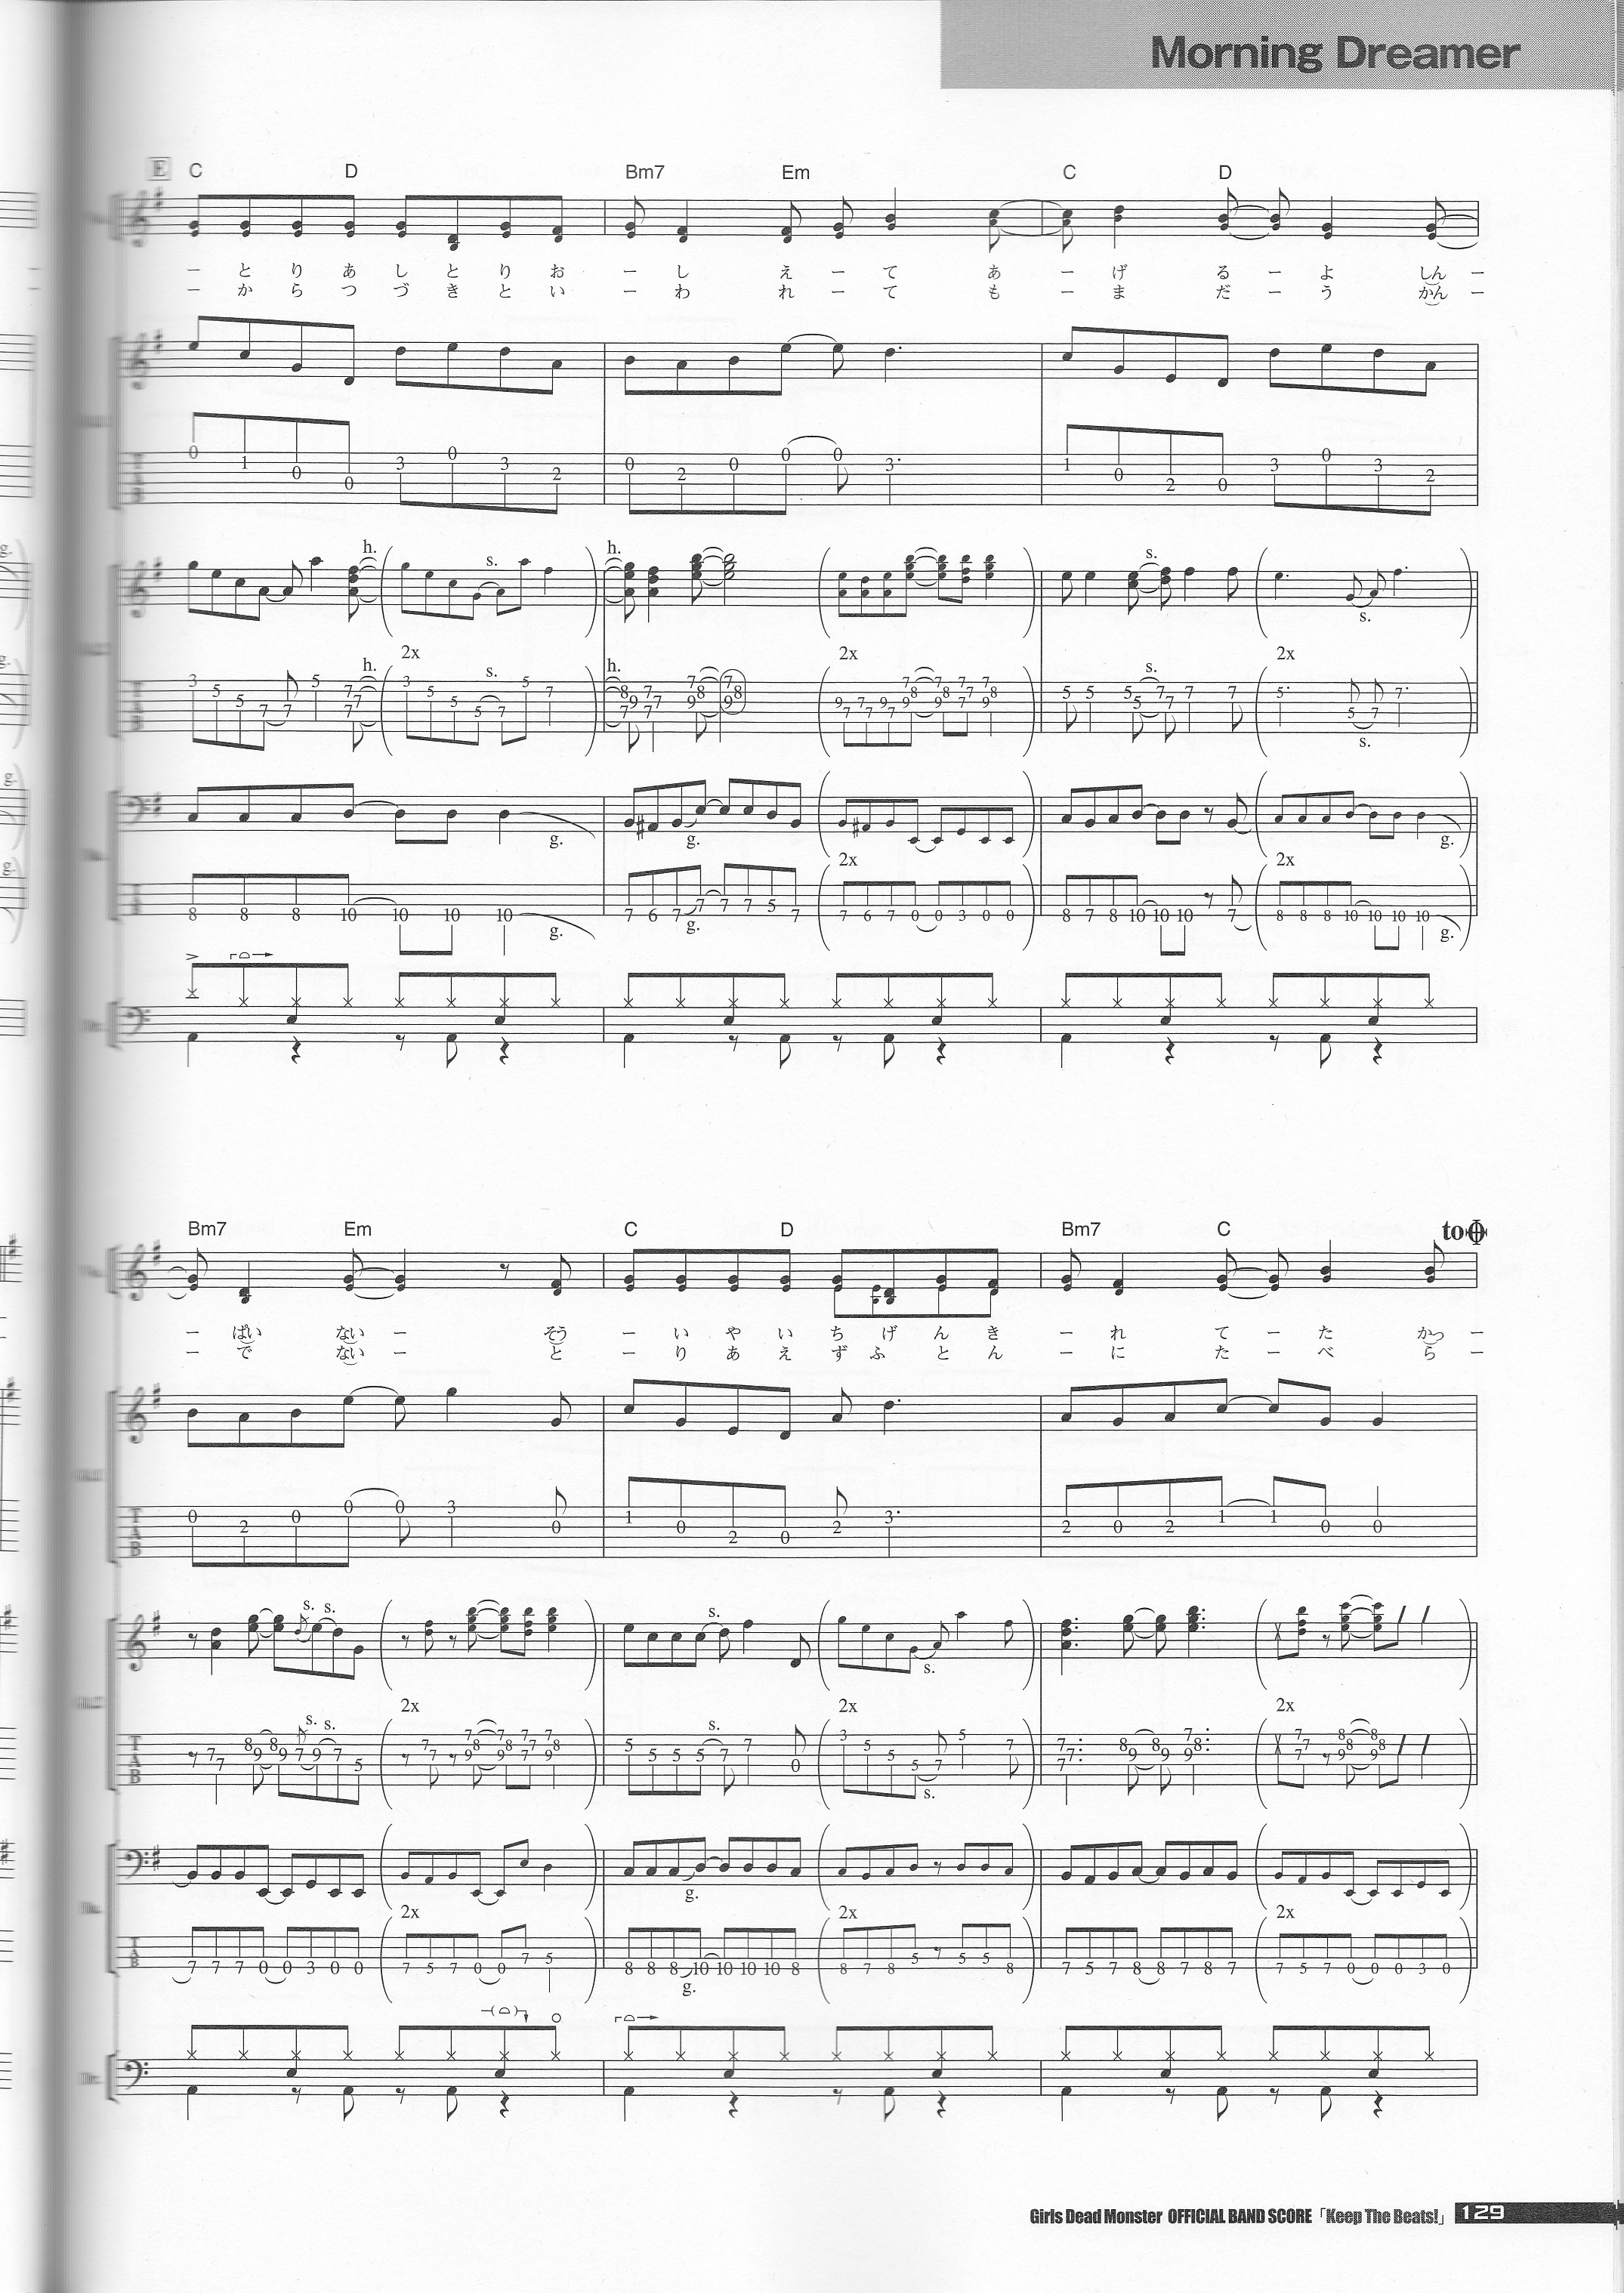 Morning Dreamer
E C D Bm7 Em C D
ー と り あ し と り お ー し え ー て あ ー げ る ー よ しん ー
ー か ら つ づ き と い ー わ れ ー て も ー ま だ ー う かん ー
0 1 0 0 3 0 3 2 0 2 0 0 0 3 1 0 2 0 3 0 3 2
h. s. h. s. s.
2x 2x 2x
h. s. h. s. s.
g. g. g.
2x 2x
8 8 8 10 10 10 10 7 6 7 7 7 7 5 7 7 6 7 0 0 3 0 0 8 7 8 10 10 10 7 8 8 8 10 10 10 10
g. g. g.
Bm7 Em C D Bm7 C to
ー ぱい ない ー そう ー い や い ち げ ん き ー れ て ー た かっ ー
ー で ない ー と ー り あ え ず ふ と ん ー に た ー べ ら ー
0 2 0 0 0 3 0 1 0 2 0 2 3 2 0 2 1 1 0 0
s. s. s. s.
2x 2x 2x
s. s. s. s.
g.
2x 2x 2x
7 7 7 0 0 3 0 0 7 5 7 0 0 7 5 8 8 8 10 10 10 10 8 8 7 8 5 5 5 8 7 5 7 8 8 7 8 7 7 5 7 0 0 0 3 0
g.
Girls Dead Monster OFFICIAL BAND SCORE「Keep The Beats!」 129